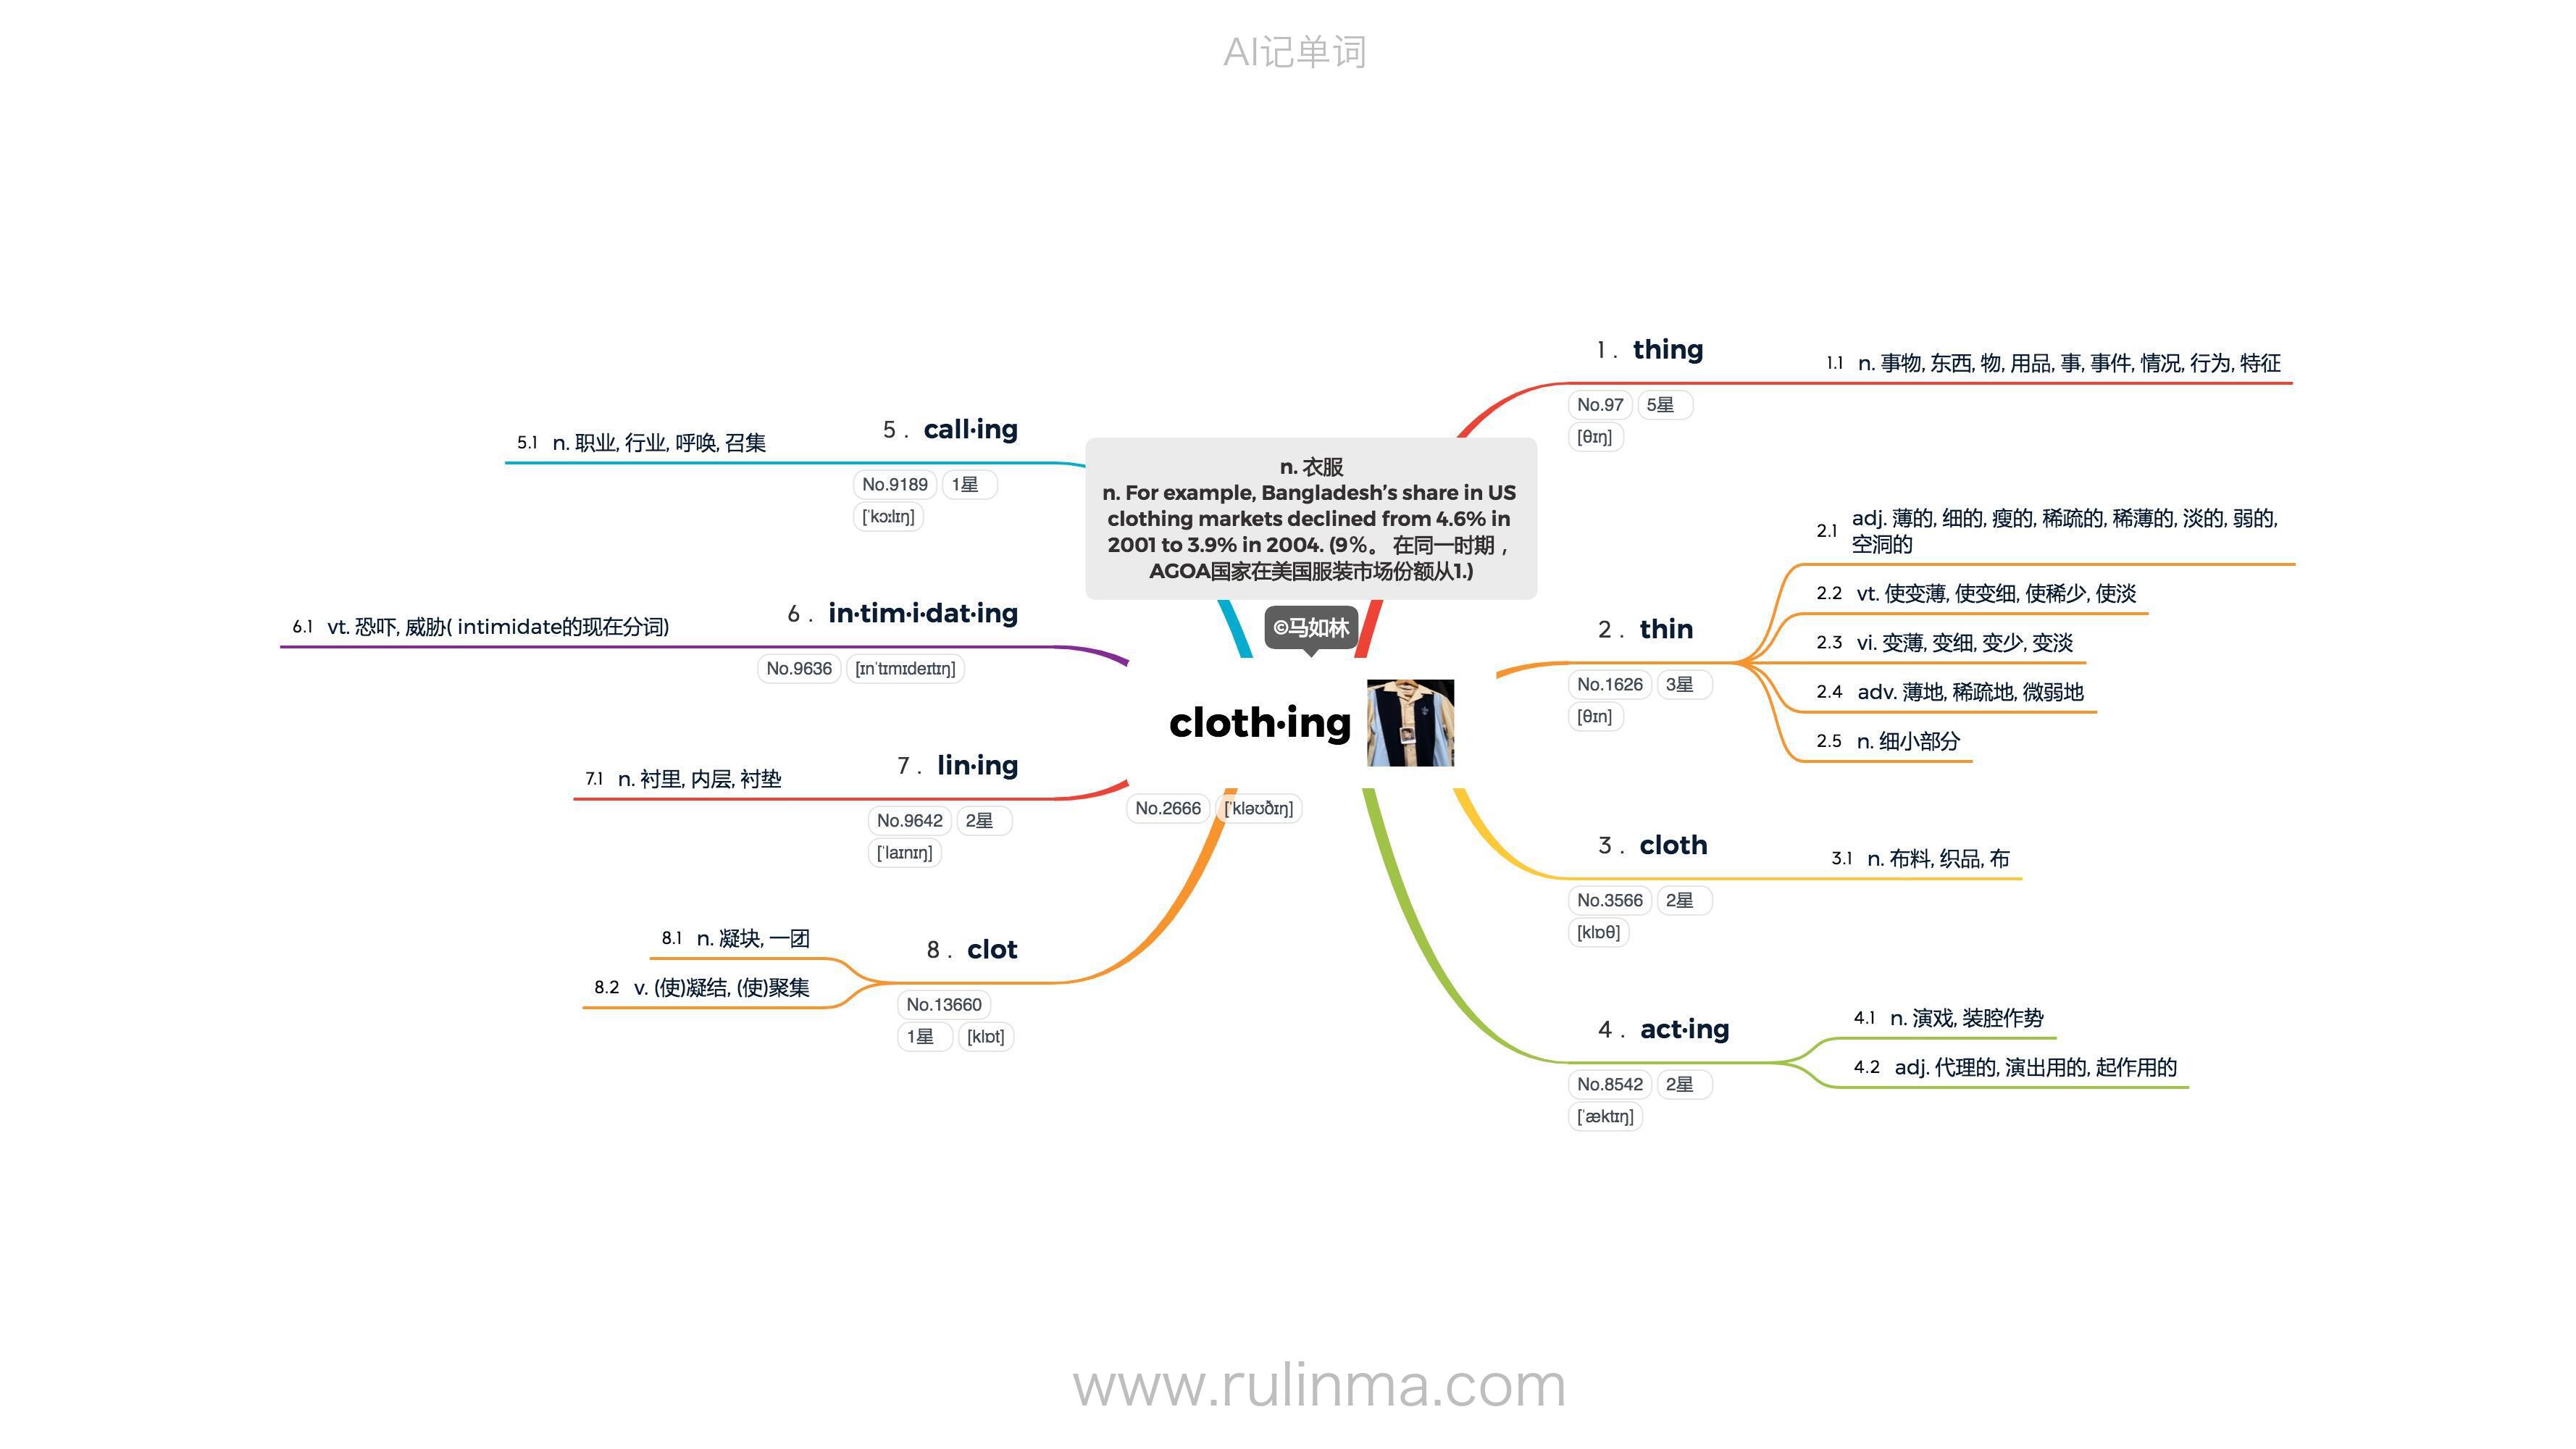 AI记单词
n. 衣服
n. For example, Bangladesh’s share in US
clothing markets declined from 4.6% in
2001 to 3.9% in 2004. (9%。 在同一时期，
AGOA国家在美国服装市场份额从1.)
©马如林
cloth·ing
No.2666 [ˈkləʊðɪŋ]
1 . thing
No.97 5星
[θɪŋ]
1.1 n. 事物, 东西, 物, 用品, 事, 事件, 情况, 行为, 特征
2 . thin
No.1626 3星
[θɪn]
2.1 adj. 薄的, 细的, 瘦的, 稀疏的, 稀薄的, 淡的, 弱的,
空洞的
2.2 vt. 使变薄, 使变细, 使稀少, 使淡
2.3 vi. 变薄, 变细, 变少, 变淡
2.4 adv. 薄地, 稀疏地, 微弱地
2.5 n. 细小部分
3 . cloth
No.3566 2星
[klɒθ]
3.1 n. 布料, 织品, 布
4 . act·ing
No.8542 2星
[ˈæktɪŋ]
4.1 n. 演戏, 装腔作势
4.2 adj. 代理的, 演出用的, 起作用的
5 . call·ing
No.9189 1星
[ˈkɔːlɪŋ]
5.1 n. 职业, 行业, 呼唤, 召集
6 . in·tim·i·dat·ing
No.9636 [ɪnˈtɪmɪdeɪtɪŋ]
6.1 vt. 恐吓, 威胁( intimidate的现在分词)
7 . lin·ing
No.9642 2星
[ˈlaɪnɪŋ]
7.1 n. 衬里, 内层, 衬垫
8 . clot
No.13660
1星 [klɒt]
8.1 n. 凝块, 一团
8.2 v. (使)凝结, (使)聚集
www.rulinma.com